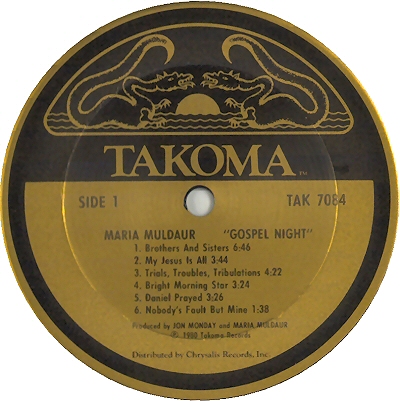 TAKOMA™
SIDE 1 TAK 7084
MARIA MULDAUR "GOSPEL NIGHT"
1. Brothers And Sisters 6:46
2. My Jesus Is All 3:44
3. Trials, Troubles, Tribulations 4:22
4. Bright Morning Star 3:24
5. Daniel Prayed 3:26
6. Nobody's Fault But Mine 1:38
Produced by JON MONDAY and MARIA MULDAUR
℗ 1980 Takoma Records
Distributed by Chrysalis Records, Inc.